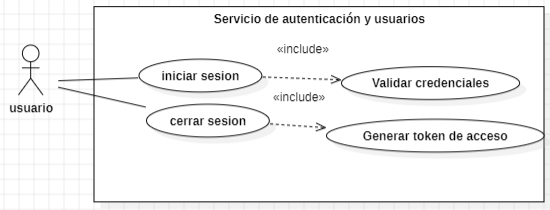 Servicio de autenticación y usuarios
«include»
iniciar sesion
Validar credenciales
usuario
«include»
cerrar sesion
Generar token de acceso